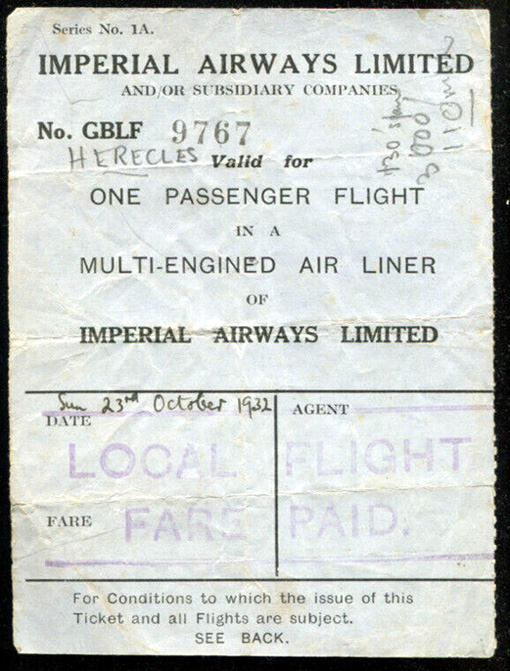 Series No. 1A.
IMPERIAL AIRWAYS LIMITED
AND/OR SUBSIDIARY COMPANIES
No. GBLF 9767
HERECLES Valid for
ONE PASSENGER FLIGHT
IN A
MULTI-ENGINED AIR LINER
OF
IMPERIAL AIRWAYS LIMITED
Sun 23rd October 1932
DATE
AGENT
LOCAL FLIGHT
FARE
FARE PAID.
For Conditions to which the issue of this
Ticket and all Flights are subject.
SEE BACK.